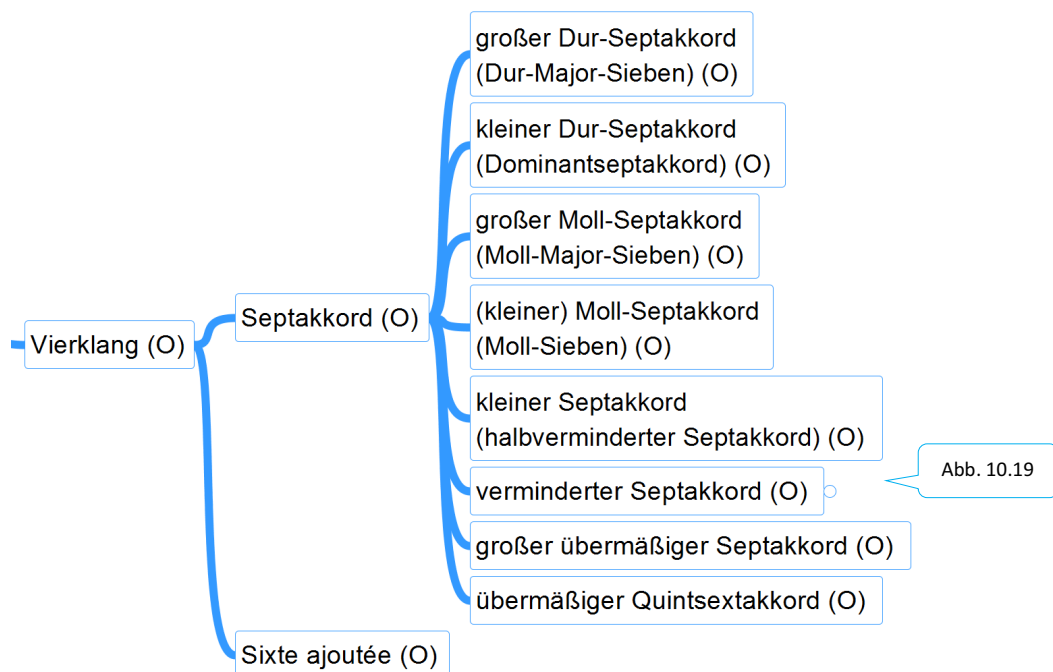 großer Dur-Septakkord
(Dur-Major-Sieben) (O)
kleiner Dur-Septakkord
(Dominantseptakkord) (O)
großer Moll-Septakkord
(Moll-Major-Sieben) (O)
Septakkord (O)
(kleiner) Moll-Septakkord
(Moll-Sieben) (O)
Vierklang (O)
kleiner Septakkord
(halbverminderter Septakkord) (O)
Abb. 10.19
verminderter Septakkord (O)
großer übermäßiger Septakkord (O)
übermäßiger Quintsextakkord (O)
Sixte ajoutée (O)